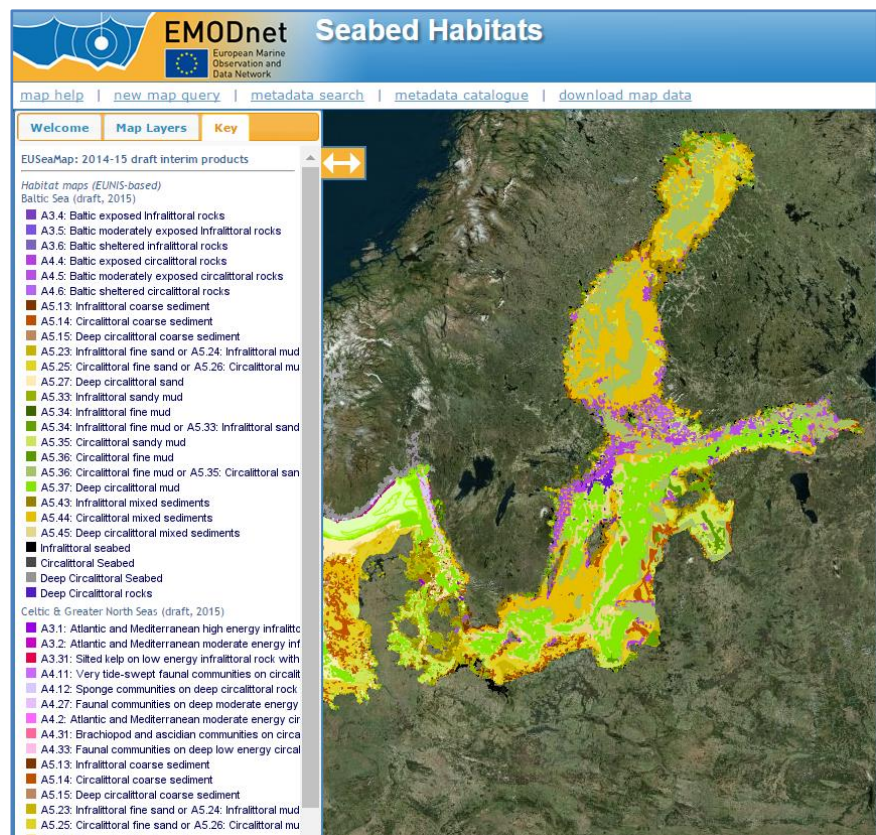 EMODnet
European Marine
Observation and
Data Network
Seabed Habitats
map help | new map query | metadata search | metadata catalogue | download map data
Welcome Map Layers Key
EUSeaMap: 2014-15 draft interim products
Habitat maps (EUNIS-based)
Baltic Sea (draft, 2015)
A3.4: Baltic exposed Infralittoral rocks
A3.5: Baltic moderately exposed Infralittoral rocks
A3.6: Baltic sheltered infralittoral rocks
A4.4: Baltic exposed circalittoral rocks
A4.5: Baltic moderately exposed circalittoral rocks
A4.6: Baltic sheltered circalittoral rocks
A5.13: Infralittoral coarse sediment
A5.14: Circalittoral coarse sediment
A5.15: Deep circalittoral coarse sediment
A5.23: Infralittoral fine sand or A5.24: Infralittoral mud
A5.25: Circalittoral fine sand or A5.26: Circalittoral mu
A5.27: Deep circalittoral sand
A5.33: Infralittoral sandy mud
A5.34: Infralittoral fine mud
A5.34: Infralittoral fine mud or A5.33: Infralittoral sand
A5.35: Circalittoral sandy mud
A5.36: Circalittoral fine mud
A5.36: Circalittoral fine mud or A5.35: Circalittoral san
A5.37: Deep circalittoral mud
A5.43: Infralittoral mixed sediments
A5.44: Circalittoral mixed sediments
A5.45: Deep circalittoral mixed sediments
Infralittoral seabed
Circalittoral Seabed
Deep Circalittoral Seabed
Deep Circalittoral rocks
Celtic & Greater North Seas (draft, 2015)
A3.1: Atlantic and Mediterranean high energy infralittc
A3.2: Atlantic and Mediterranean moderate energy inf
A3.31: Silted kelp on low energy infralittoral rock with
A4.11: Very tide-swept faunal communities on circalit
A4.12: Sponge communities on deep circalittoral rock
A4.27: Faunal communities on deep moderate energy
A4.2: Atlantic and Mediterranean moderate energy cir
A4.31: Brachiopod and ascidian communities on circa
A4.33: Faunal communities on deep low energy circal
A5.13: Infralittoral coarse sediment
A5.14: Circalittoral coarse sediment
A5.15: Deep circalittoral coarse sediment
A5.23: Infralittoral fine sand or A5.24: Infralittoral mud
A5.25: Circalittoral fine sand or A5.26: Circalittoral mu